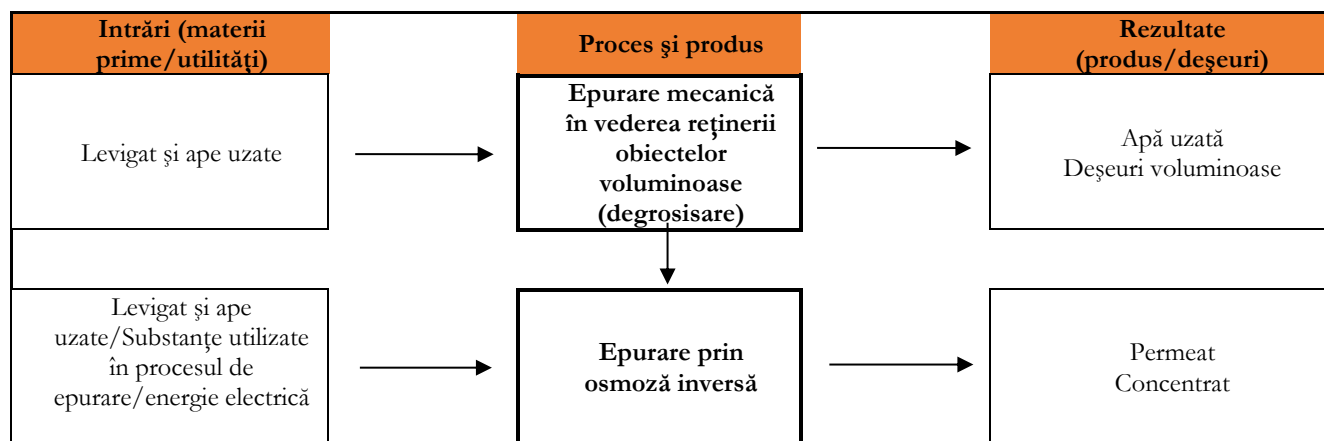 Intrări (materii
prime/utilităţi)
Proces şi produs
Rezultate
(produs/deşeuri)
Levigat şi ape uzate
Epurare mecanică
în vederea reţinerii
obiectelor
voluminoase
(degrosisare)
Apă uzată
Deşeuri voluminoase
Levigat şi ape
uzate/Substanţe utilizate
în procesul de
epurare/energie electrică
Epurare prin
osmoză inversă
Permeat
Concentrat